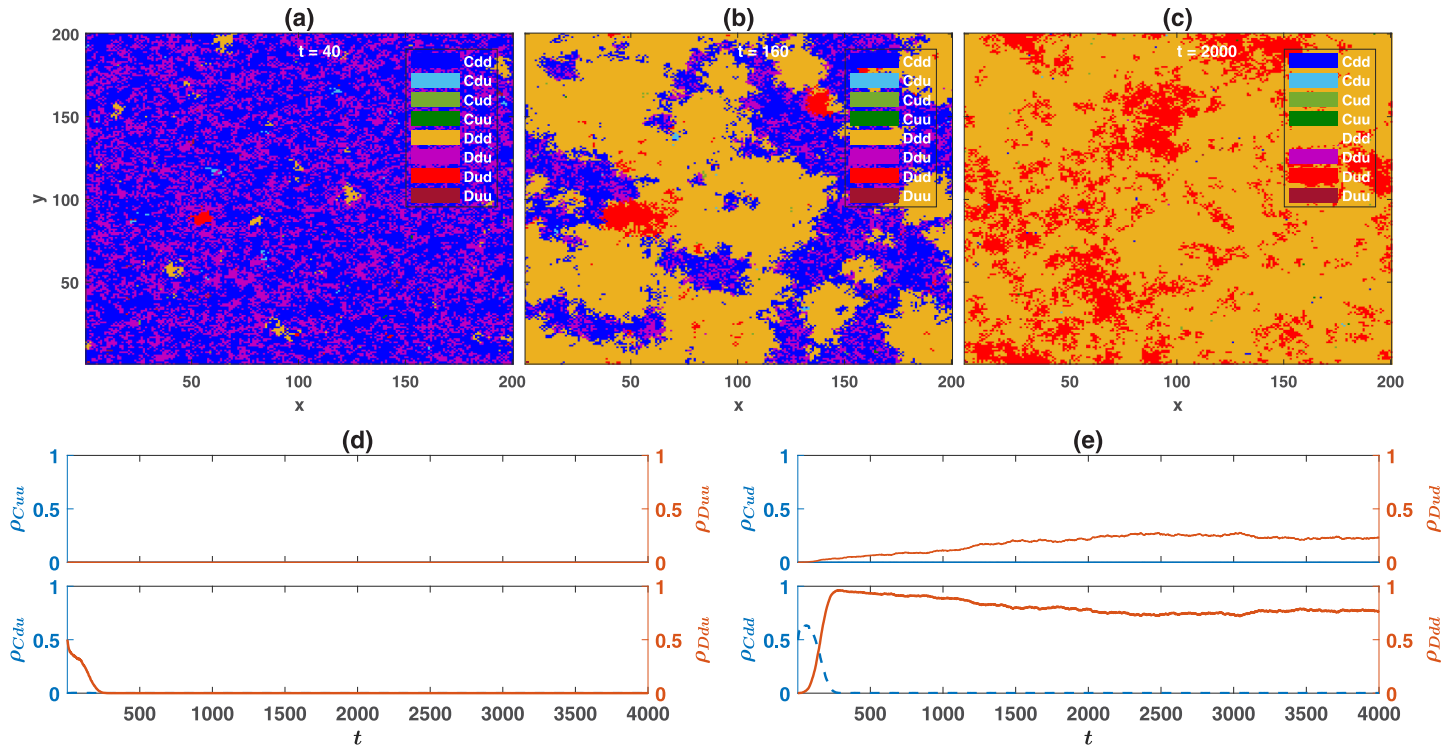 (a)
(b)
(c)
200
150
100
50
y
t = 40
Cdd
Cdu
Cud
Cuu
Ddd
Ddu
Dud
Duu
50
100
150
200
x
t = 160
Cdd
Cdu
Cud
Cuu
Ddd
Ddu
Dud
Duu
50
100
150
200
x
t = 2000
Cdd
Cdu
Cud
Cuu
Ddd
Ddu
Dud
Duu
50
100
150
200
x
(d)
1
0.5
0
ρCuu
1
0.5
0
ρDuu
1
0.5
0
ρCdu
1
0.5
0
ρDdu
500 1000 1500 2000 2500 3000 3500 4000
t
(e)
1
0.5
0
ρCud
1
0.5
0
ρDud
1
0.5
0
ρCdd
1
0.5
0
ρDdd
500 1000 1500 2000 2500 3000 3500 4000
t